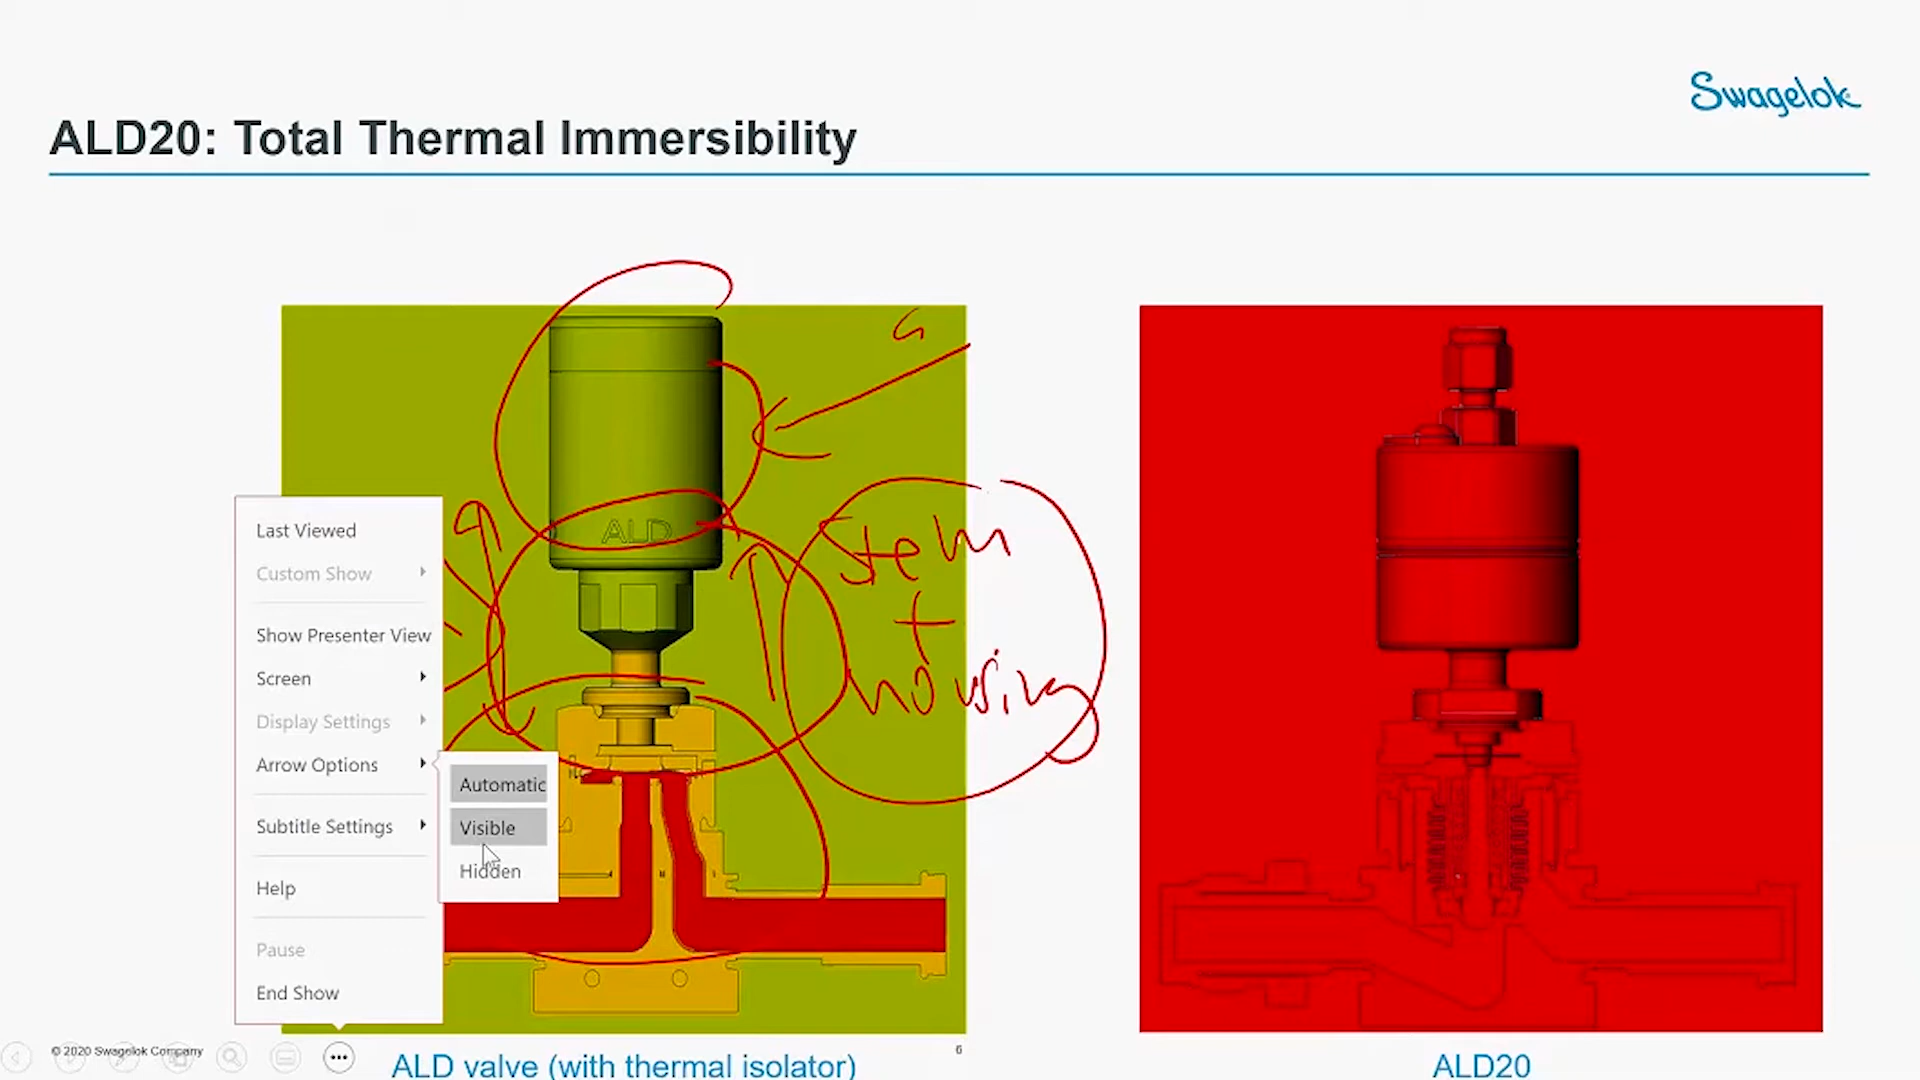 Swagelok
ALD20: Total Thermal Immersibility
ALD
stem
+
housing
Last Viewed
Custom Show
Show Presenter View
Screen
Display Settings
Arrow Options
Subtitle Settings
Help
Pause
End Show
Automatic
Visible
Hidden
© 2020 Swagelok Company
6
ALD valve (with thermal isolator)
ALD20